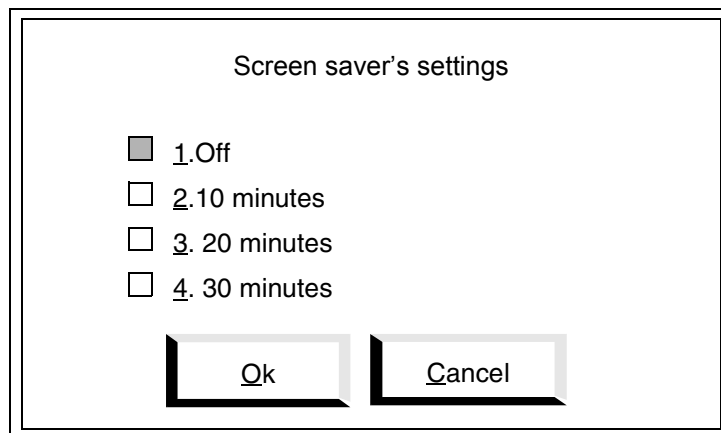 Screen saver’s settings
1.Off
2.10 minutes
3. 20 minutes
4. 30 minutes
Ok
Cancel